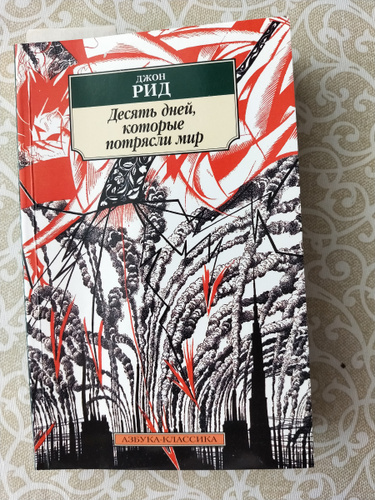 ДЖОН
РИД
Десять дней,
которые
потрясли мир
АЗБУКА-КЛАССИКА